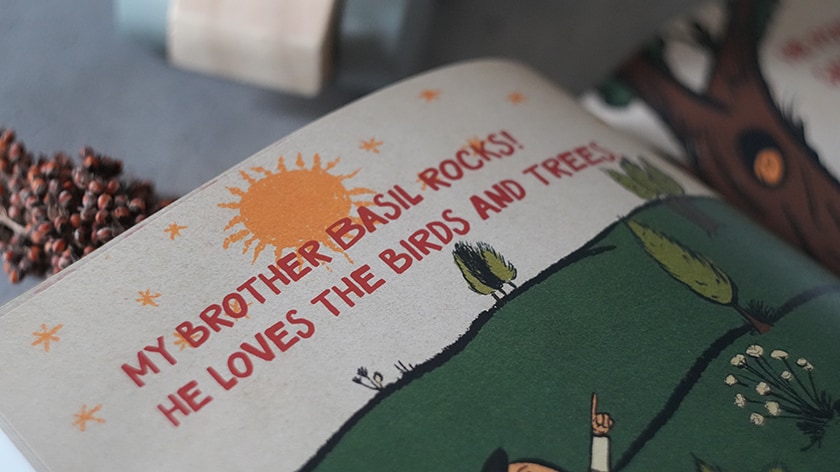 MY BROTHER BASIL ROCKS!
HE LOVES THE BIRDS AND TREES.